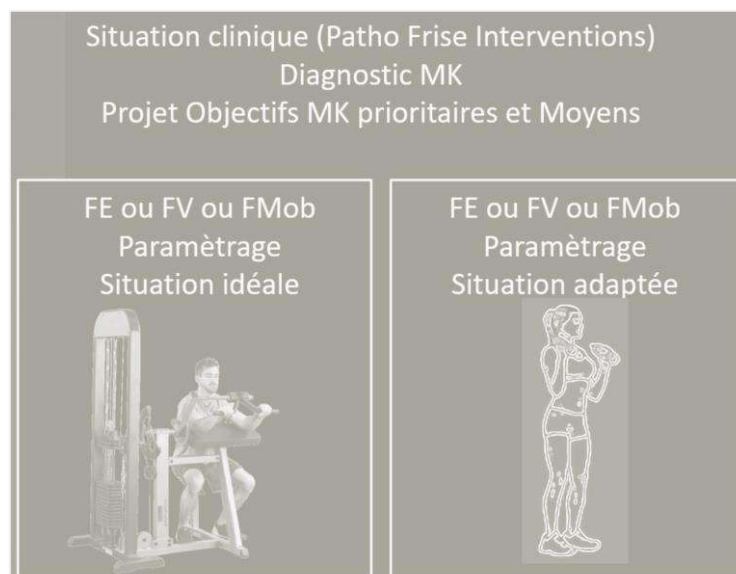 Situation clinique (Patho Frise Interventions)
Diagnostic MK
Projet Objectifs MK prioritaires et Moyens
FE ou FV ou FMob
Paramètrage
Situation idéale
FE ou FV ou FMob
Paramètrage
Situation adaptée